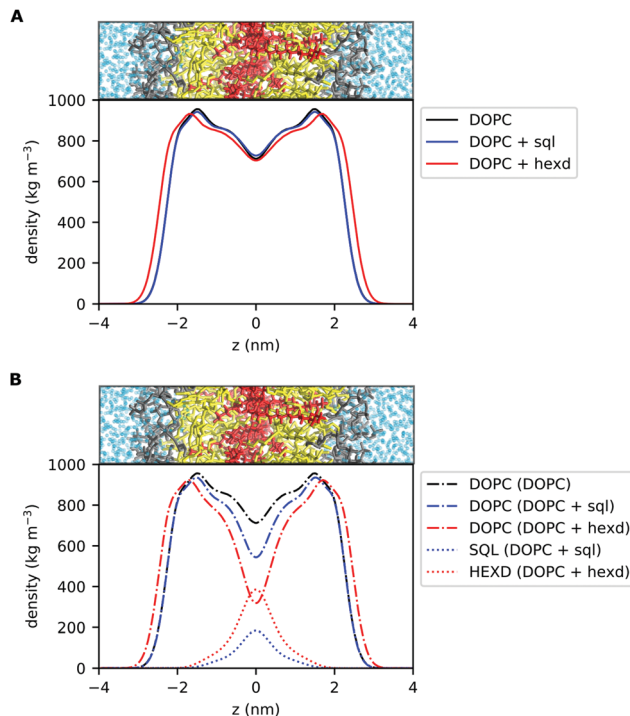 A
1000
800
600
400
200
0
density (kg m⁻³)
−4 −2 0 2 4
z (nm)
DOPC
DOPC + sql
DOPC + hexd
B
1000
800
600
400
200
0
density (kg m⁻³)
−4 −2 0 2 4
z (nm)
DOPC (DOPC)
DOPC (DOPC + sql)
DOPC (DOPC + hexd)
SQL (DOPC + sql)
HEXD (DOPC + hexd)